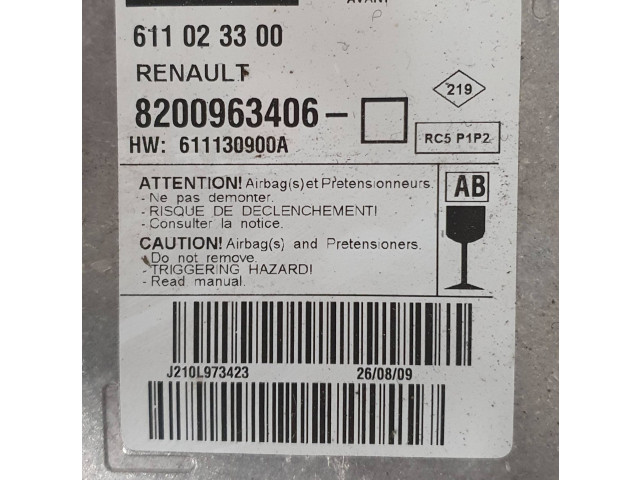 AVANT
611 02 33 00
RENAULT
219
8200963406-
RC5 P1P2
HW: 611130900A
ATTENTION! Airbag(s)et Pretensionneurs.
- Ne pas demonter.
- RISQUE DE DECLENCHEMENT!
- Consulter la notice.
AB
CAUTION! Airbag(s) and Pretensioners.
- Do not remove.
- TRIGGERING HAZARD!
- Read manual.
J210L973423
26/08/09